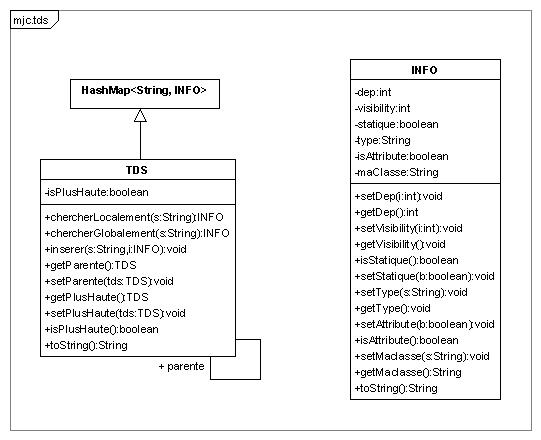 mjc.tds
HashMap<String, INFO>
TDS
-isPlusHaute:boolean
+chercherLocalement(s:String):INFO
+chercherGlobalement(s:String):INFO
+inserer(s:String,i:INFO):void
+getParente():TDS
+setParente(tds:TDS):void
+getPlusHaute():TDS
+setPlusHaute(tds:TDS):void
+isPlusHaute():boolean
+toString():String
+ parente
INFO
-dep:int
-visibility:int
-statique:boolean
-type:String
-isAttribute:boolean
-maClasse:String
+setDep(i:int):void
+getDep():int
+setVisibility(i:int):void
+getVisibility():void
+isStatique():boolean
+setStatique(b:boolean):void
+setType(s:String):void
+getType():void
+setAttribute(b:boolean):void
+isAttribute():boolean
+setMaclasse(s:String):void
+getMaclasse():String
+toString():String